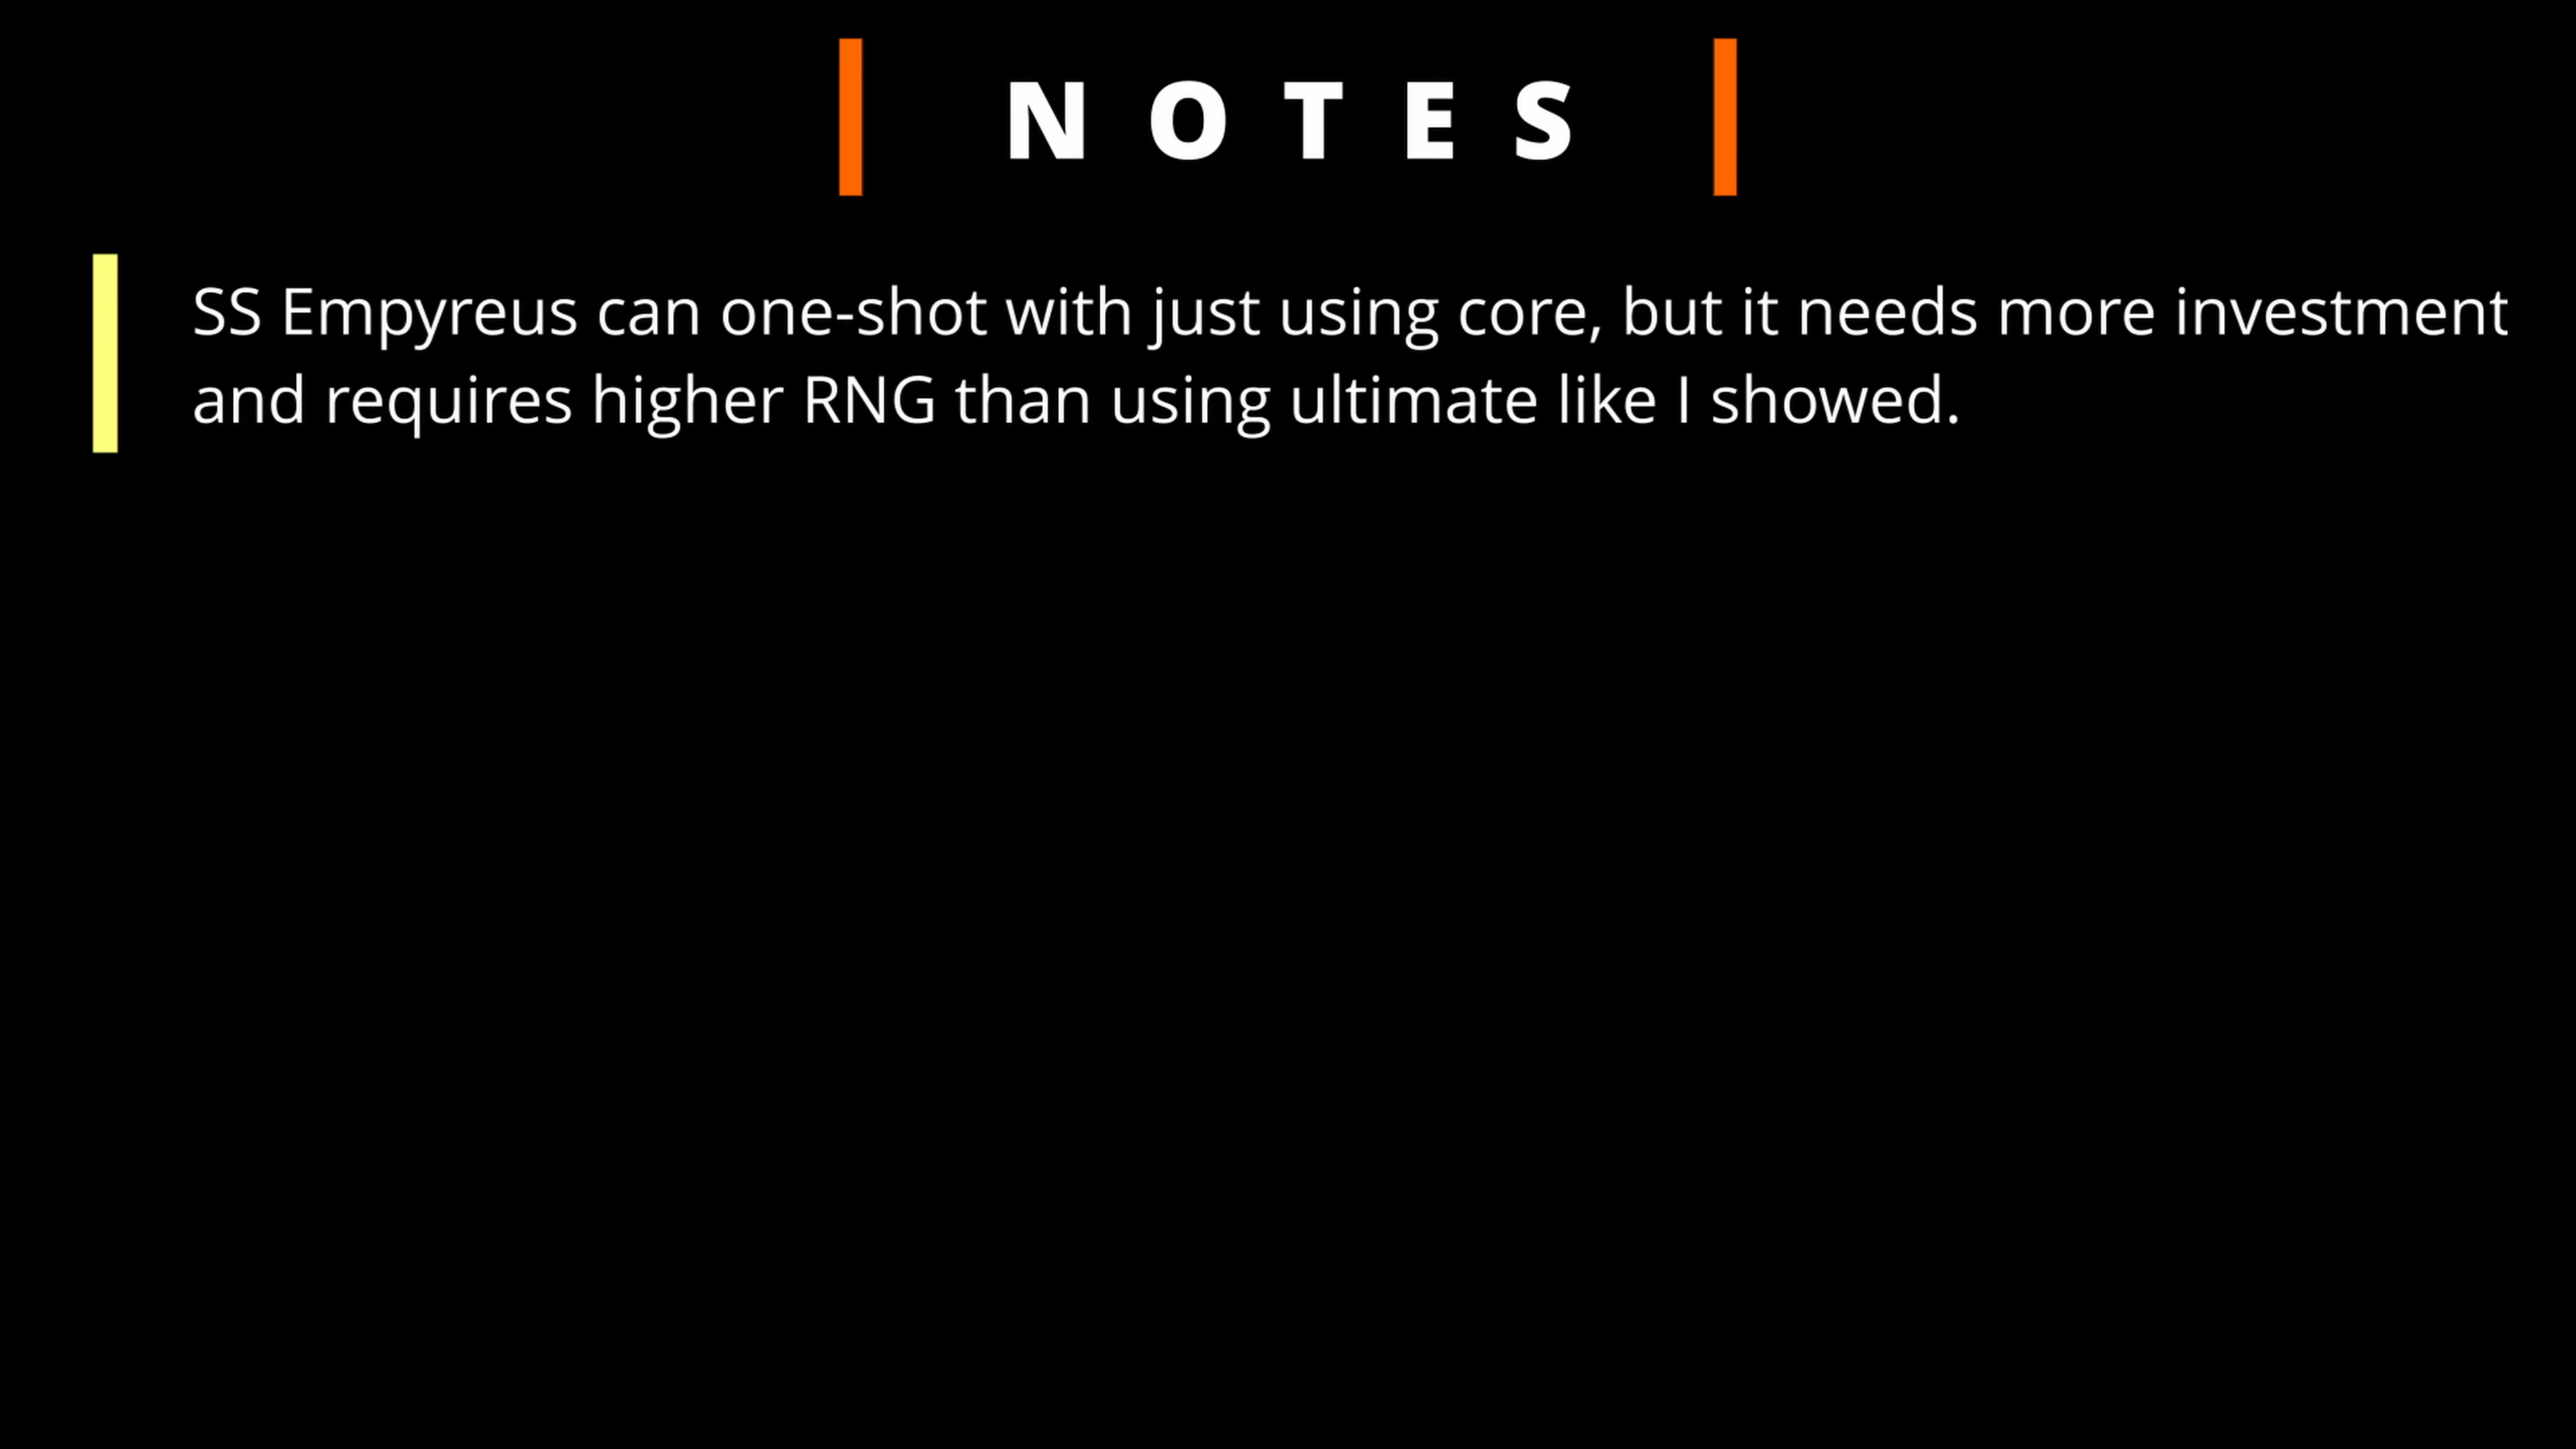 NOTES
SS Empyreus can one-shot with just using core, but it needs more investment
and requires higher RNG than using ultimate like I showed.